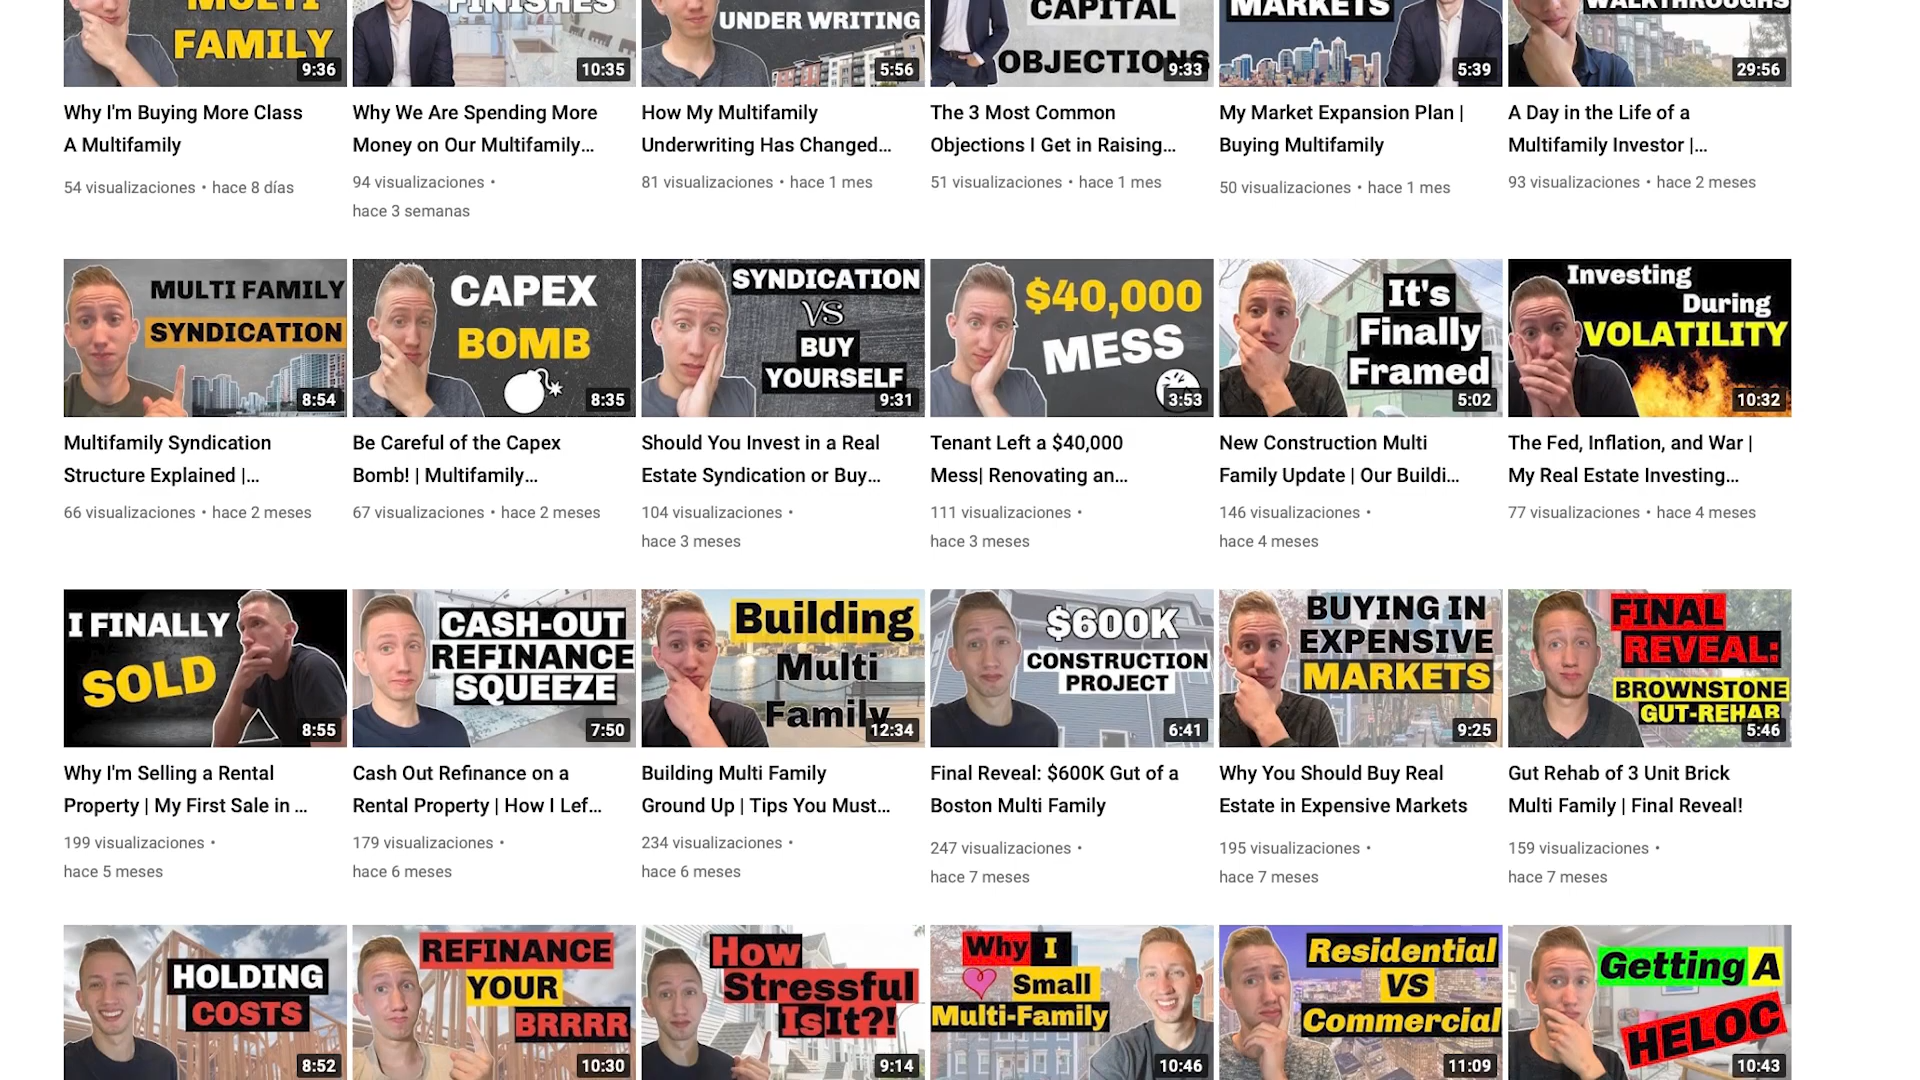 MULTI
FAMILY
9:36
FINISHES
10:35
UNDER WRITING
5:56
CAPITAL
OBJECTIONS
9:33
MARKETS
5:39
WALKTHROUGHS
29:56
Why I'm Buying More Class
A Multifamily
54 visualizaciones • hace 8 días
Why We Are Spending More
Money on Our Multifamily...
94 visualizaciones •
hace 3 semanas
How My Multifamily
Underwriting Has Changed...
81 visualizaciones • hace 1 mes
The 3 Most Common
Objections I Get in Raising...
51 visualizaciones • hace 1 mes
My Market Expansion Plan |
Buying Multifamily
50 visualizaciones • hace 1 mes
A Day in the Life of a
Multifamily Investor |...
93 visualizaciones • hace 2 meses
MULTI FAMILY
SYNDICATION
8:54
CAPEX
BOMB
8:35
SYNDICATION
VS
BUY
YOURSELF
9:31
$40,000
MESS
3:53
It's
Finally
Framed
5:02
Investing
During
VOLATILITY
10:32
Multifamily Syndication
Structure Explained |...
66 visualizaciones • hace 2 meses
Be Careful of the Capex
Bomb! | Multifamily...
67 visualizaciones • hace 2 meses
Should You Invest in a Real
Estate Syndication or Buy...
104 visualizaciones •
hace 3 meses
Tenant Left a $40,000
Mess| Renovating an...
111 visualizaciones •
hace 3 meses
New Construction Multi
Family Update | Our Buildi...
146 visualizaciones •
hace 4 meses
The Fed, Inflation, and War |
My Real Estate Investing...
77 visualizaciones • hace 4 meses
I FINALLY
SOLD
8:55
CASH-OUT
REFINANCE
SQUEEZE
7:50
Building
Multi
Family
12:34
$600K
CONSTRUCTION
PROJECT
6:41
BUYING IN
EXPENSIVE
MARKETS
9:25
FINAL
REVEAL:
BROWNSTONE
GUT-REHAB
5:46
Why I'm Selling a Rental
Property | My First Sale in ...
199 visualizaciones •
hace 5 meses
Cash Out Refinance on a
Rental Property | How I Lef...
179 visualizaciones •
hace 6 meses
Building Multi Family
Ground Up | Tips You Must...
234 visualizaciones •
hace 6 meses
Final Reveal: $600K Gut of a
Boston Multi Family
247 visualizaciones •
hace 7 meses
Why You Should Buy Real
Estate in Expensive Markets
195 visualizaciones •
hace 7 meses
Gut Rehab of 3 Unit Brick
Multi Family | Final Reveal!
159 visualizaciones •
hace 7 meses
HOLDING
COSTS
8:52
REFINANCE
YOUR
BRRRR
10:30
How
Stressful
IsIt?!
9:14
Why I
Small
Multi-Family
10:46
Residential
VS
Commercial
11:09
Getting A
HELOC
10:43